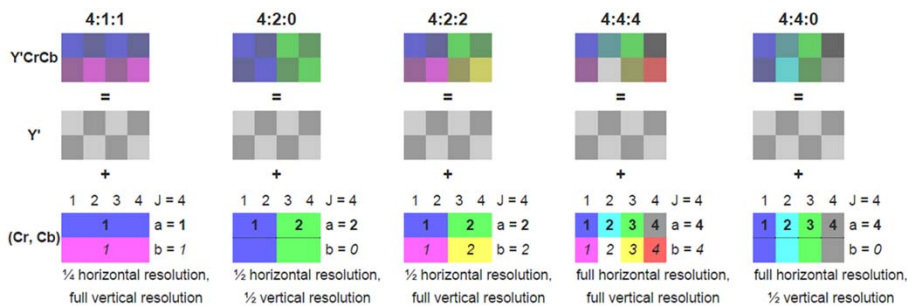 4:1:1 4:2:0 4:2:2 4:4:4 4:4:0
Y'CrCb
= = = = =
Y'
+ + + + +
1 2 3 4 J = 4 1 2 3 4 J = 4 1 2 3 4 J = 4 1 2 3 4 J = 4 1 2 3 4 J = 4
(Cr, Cb)
1 a = 1 1 2 a = 2 1 2 a = 2 1 2 3 4 a = 4 1 2 3 4 a = 4
1 b = 1 b = 0 1 2 b = 2 1 2 3 4 b = 4 b = 0
¼ horizontal resolution, ½ horizontal resolution, ½ horizontal resolution, full horizontal resolution, full horizontal resolution,
full vertical resolution ½ vertical resolution full vertical resolution full vertical resolution ½ vertical resolution